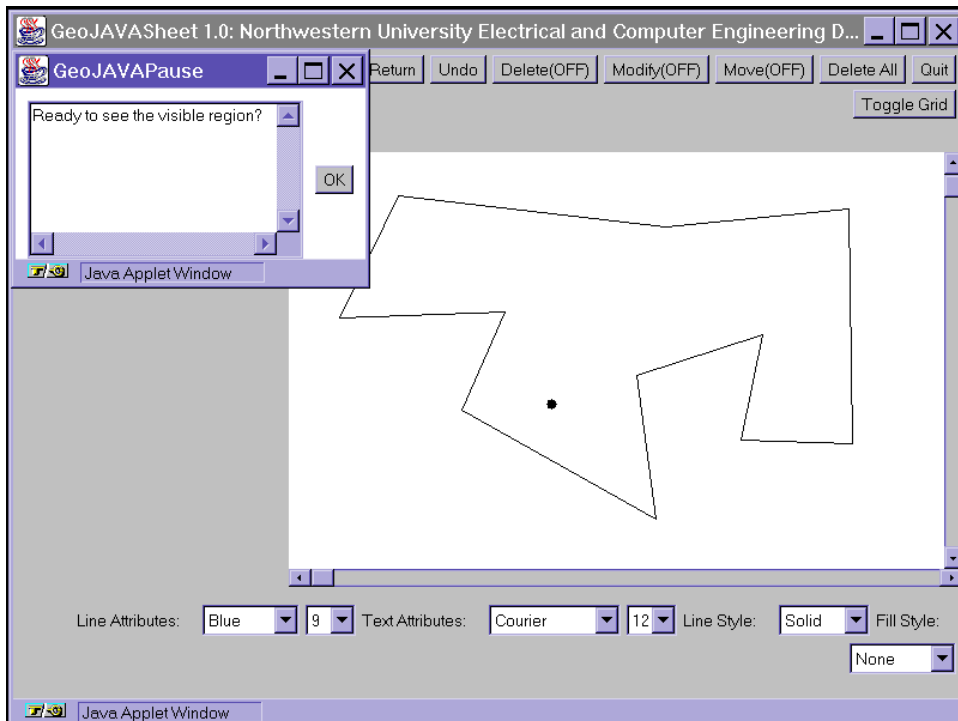 GeoJAVASheet 1.0: Northwestern University Electrical and Computer Engineering D...
GeoJAVAPause
Return Undo Delete(OFF) Modify(OFF) Move(OFF) Delete All Quit
Toggle Grid
Ready to see the visible region?
OK
Java Applet Window
Line Attributes: Blue 9 Text Attributes: Courier 12 Line Style: Solid Fill Style:
None
Java Applet Window